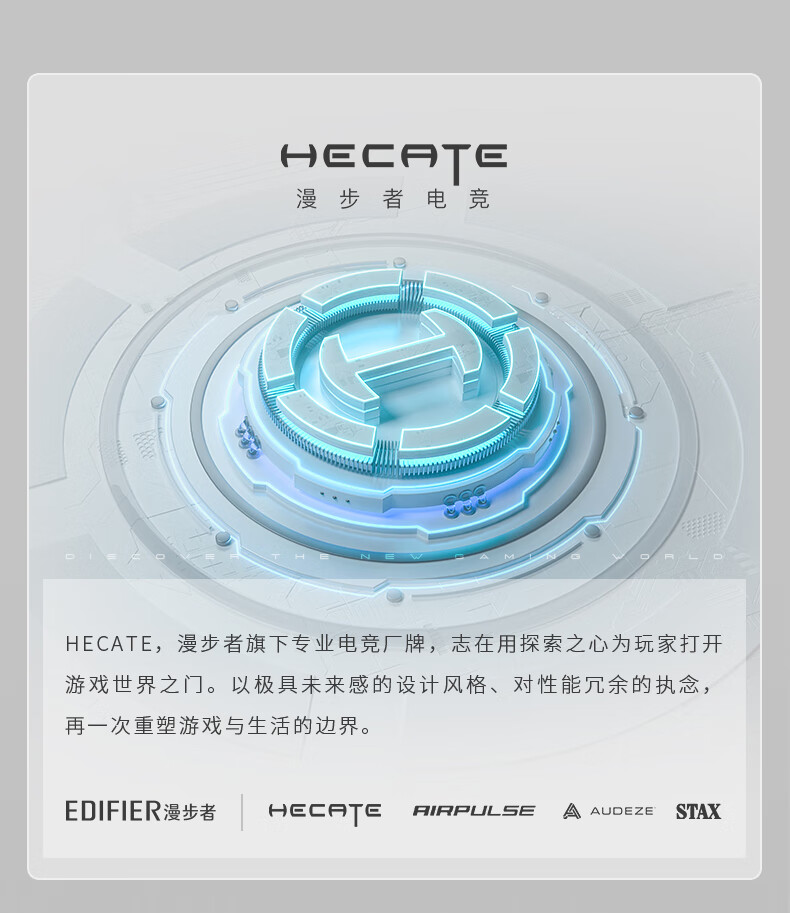 HECATE
漫步者电竞
DISCOVER THE NEW GAMING WORLD
HECATE，漫步者旗下专业电竞厂牌，志在用探索之心为玩家打开
游戏世界之门。以极具未来感的设计风格、对性能冗余的执念，
再一次重塑游戏与生活的边界。
EDIFIER漫步者 HECATE AIRPULSE AUDEZE STAX